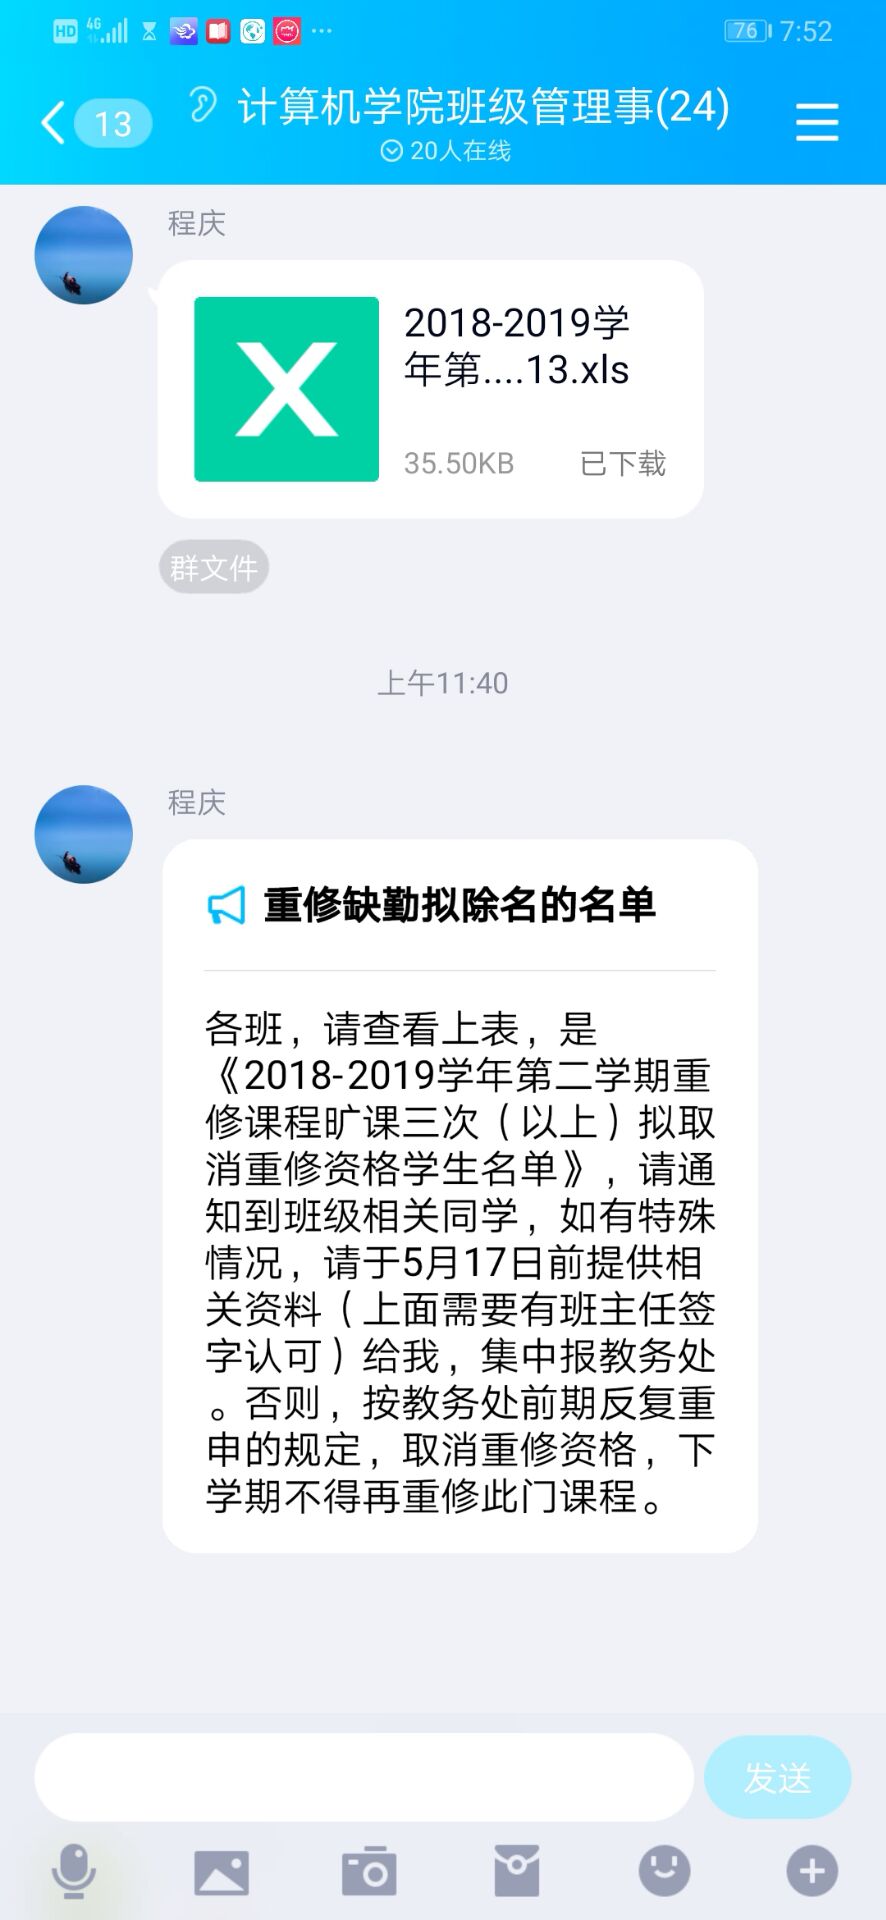 HD 4G 76 7:52
13 计算机学院班级管理事(24)
20人在线
程庆
2018-2019学
年第....13.xls
35.50KB 已下载
群文件
上午11:40
程庆
重修缺勤拟除名的名单
各班，请查看上表，是
《2018-2019学年第二学期重
修课程旷课三次（以上）拟取
消重修资格学生名单》，请通
知到班级相关同学，如有特殊
情况，请于5月17日前提供相
关资料（上面需要有班主任签
字认可）给我，集中报教务处
。否则，按教务处前期反复重
申的规定，取消重修资格，下
学期不得再重修此门课程。
发送